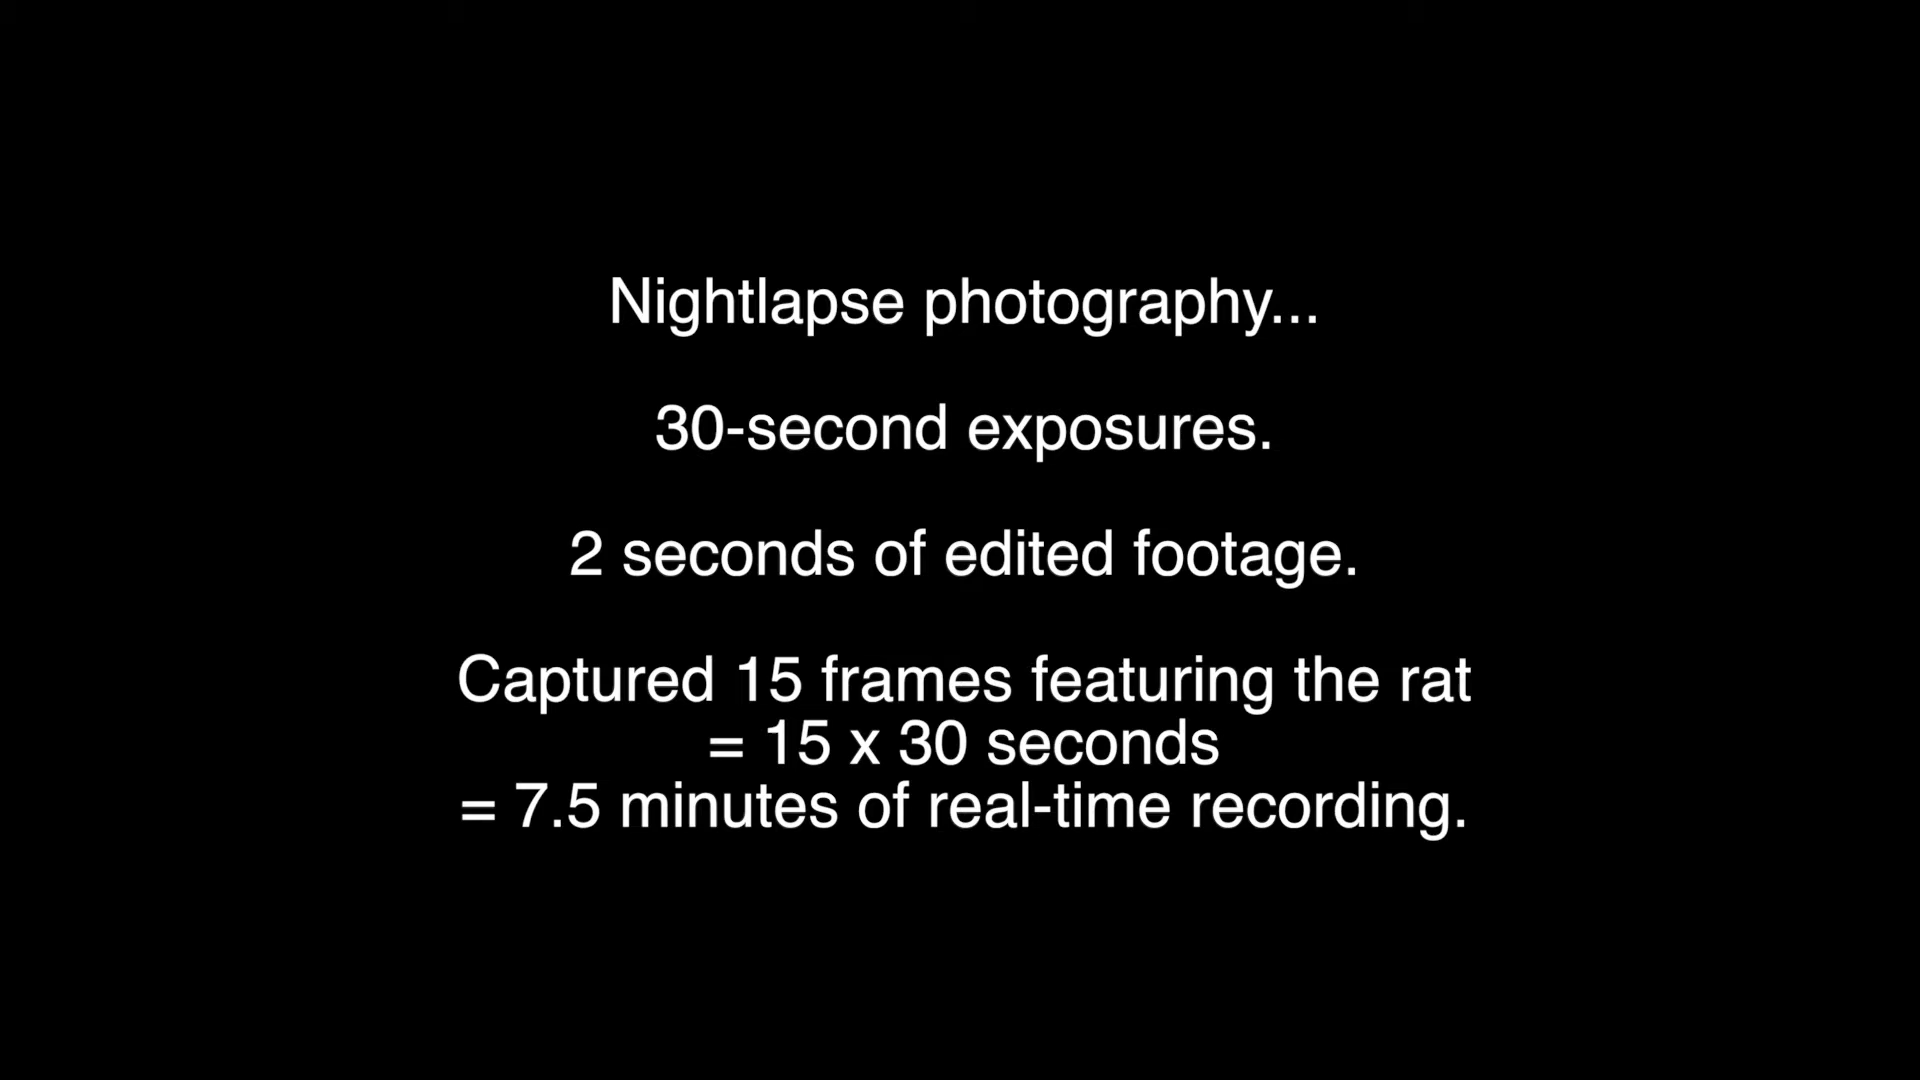 Nightlapse photography...
30-second exposures.
2 seconds of edited footage.
Captured 15 frames featuring the rat
= 15 x 30 seconds
= 7.5 minutes of real-time recording.